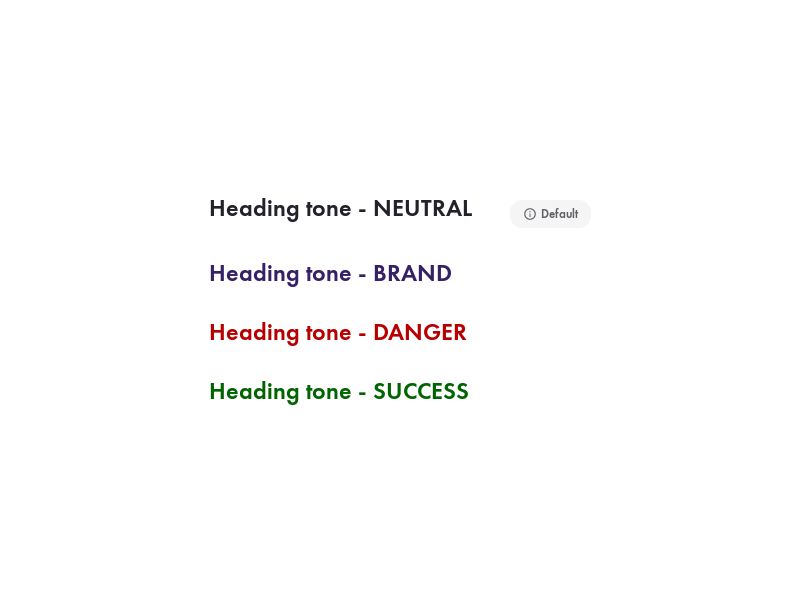 Heading tone - NEUTRAL
Default
Heading tone - BRAND
Heading tone - DANGER
Heading tone - SUCCESS